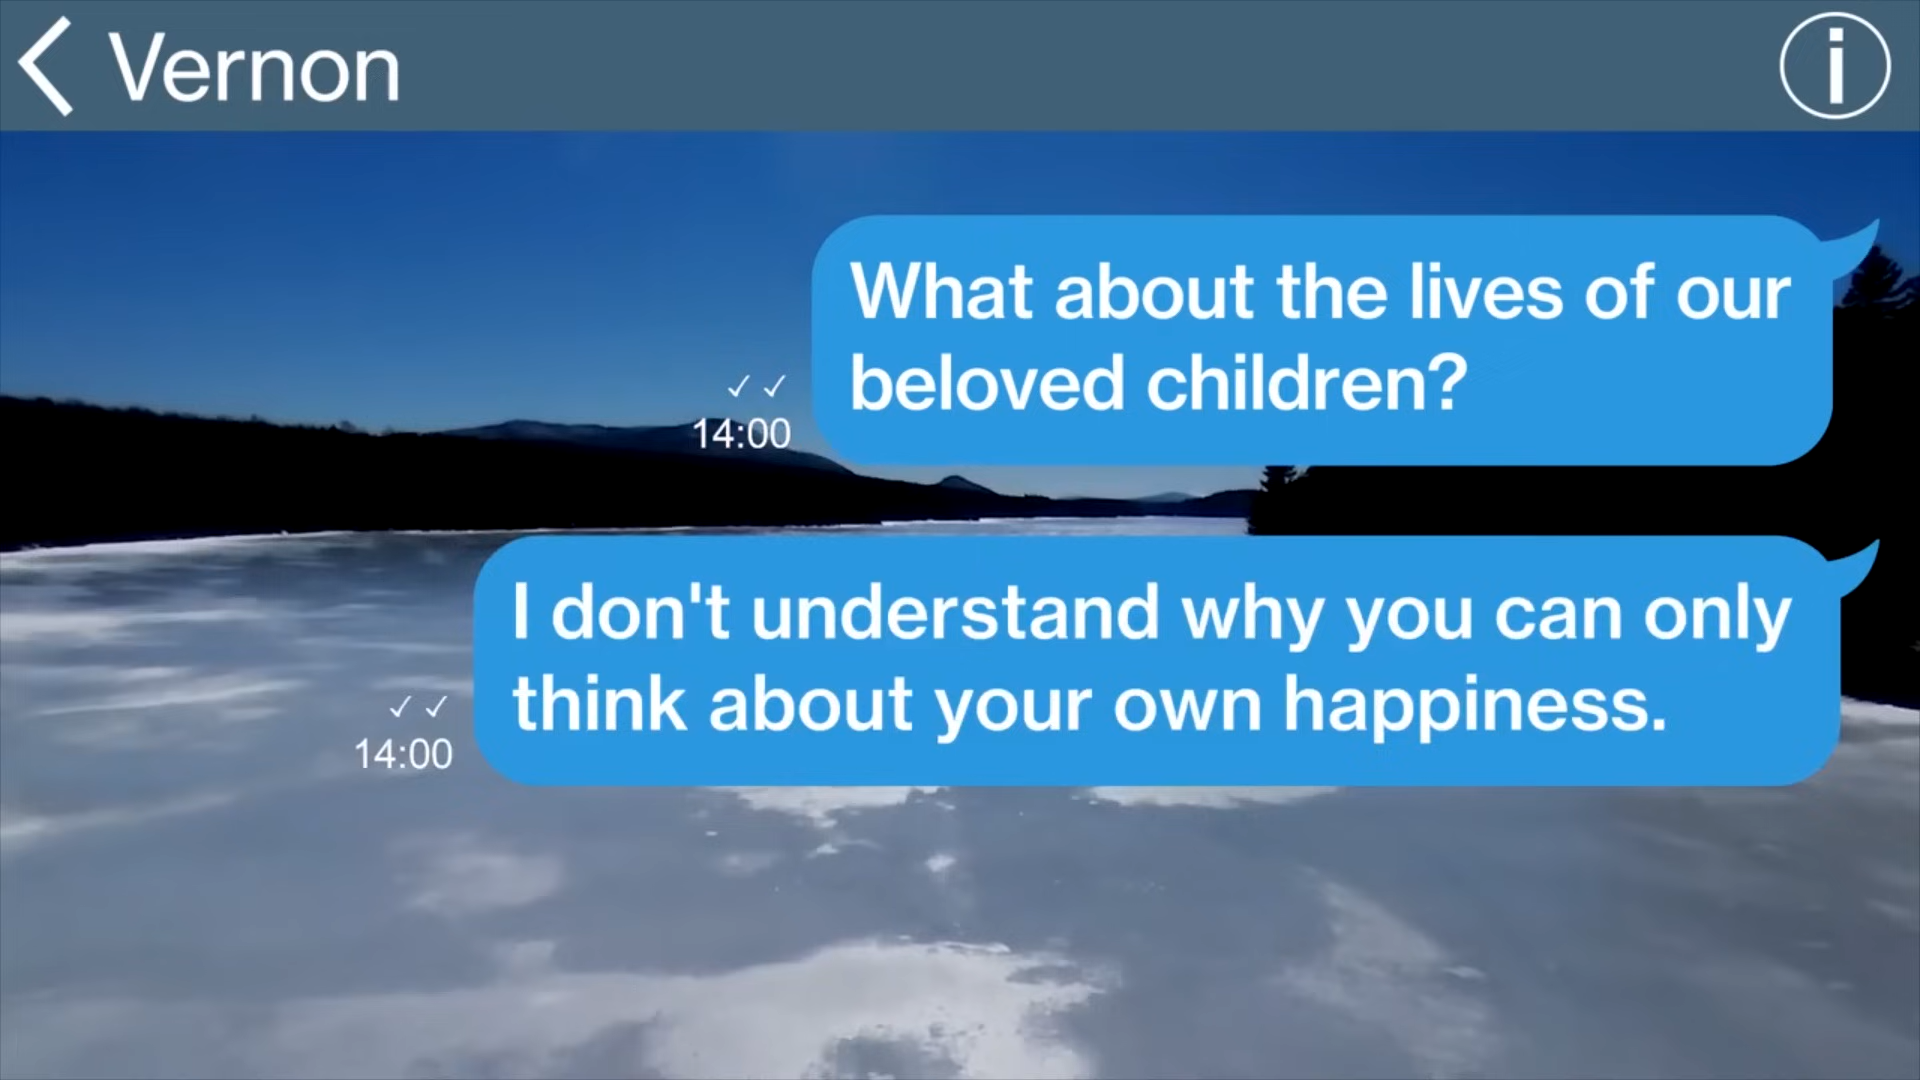 Vernon
What about the lives of our
beloved children?
14:00
I don't understand why you can only
think about your own happiness.
14:00